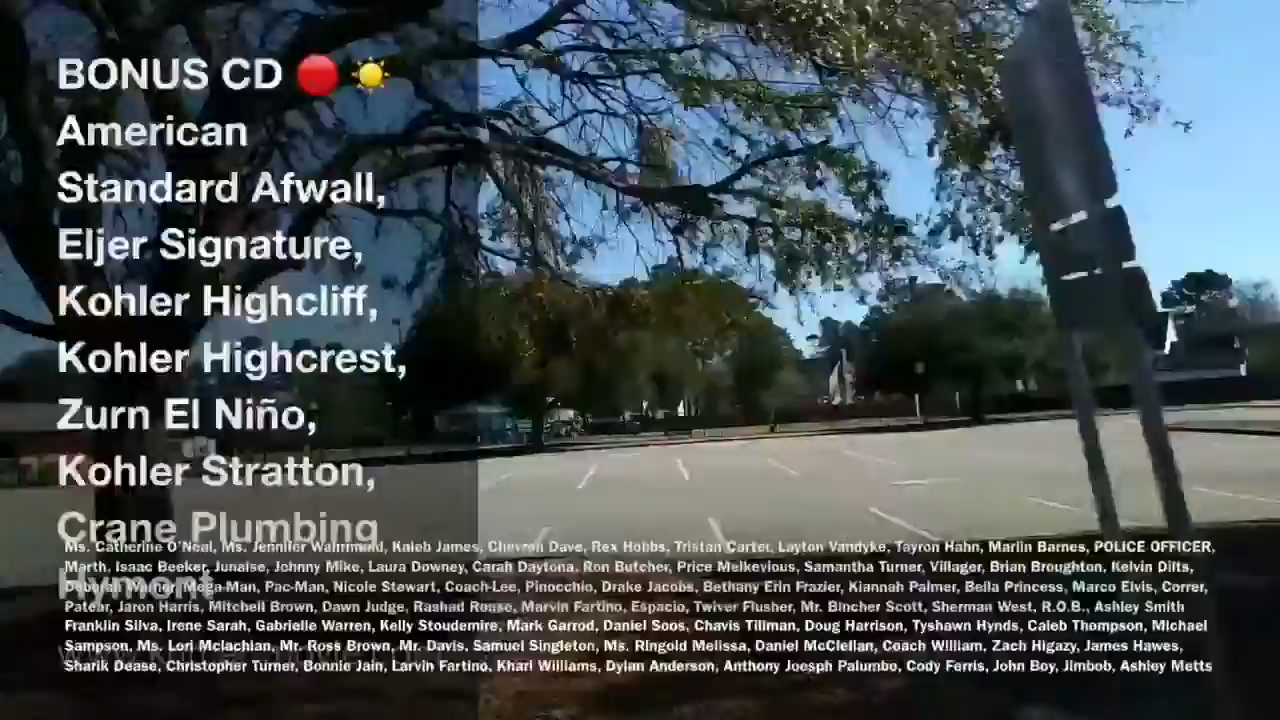 BONUS CD 🔴☀️
American
Standard Afwall,
Eljer Signature,
Kohler Highcliff,
Kohler Highcrest,
Zurn El Niño,
Kohler Stratton,
Crane Plumbing
Ms. Catherine O'Neal, Ms. Jennifer Kaleb James, Chevron Dave, Rex Hobbs, Tristan Carter, Layton Vandyke, Tayron Hahn, Marlin Barnes, POLICE OFFICER,
Marth, Isaac Beeker, Junaise, Johnny Mike, Laura Downey, Carah Daytona, Ron Butcher, Price Melkevious, Samantha Turner, Villager, Brian Broughton, Kelvin Dilts,
Mega-Man, Pac-Man, Nicole Stewart, Coach-Lee, Pinocchio, Drake Jacobs, Bethany Erin Frazier, Kiannah Palmer, Bella Princess, Marco Elvis, Correr,
Patear, Jaron Harris, Mitchell Brown, Dawn Judge, Rashad Rouse, Marvin Fartino, Espacio, Twiver Flusher, Mr. Bincher Scott, Sherman West, R.O.B., Ashley Smith
Franklin Silva, Irene Sarah, Gabrielle Warren, Kelly Stoudemire, Mark Garrod, Daniel Soos, Chavis Tillman, Doug Harrison, Tyshawn Hynds, Caleb Thompson, Michael
Sampson, Ms. Lori Mclachlan, Mr. Ross Brown, Mr. Davis, Samuel Singleton, Ms. Ringold Melissa, Daniel McClellan, Coach William, Zach Higazy, James Hawes,
Sharik Dease, Christopher Turner, Bonnie Jain, Larvin Fartino, Khari Williams, Dylan Anderson, Anthony Joesph Palumbo, Cody Ferris, John Boy, Jimbob, Ashley Metts